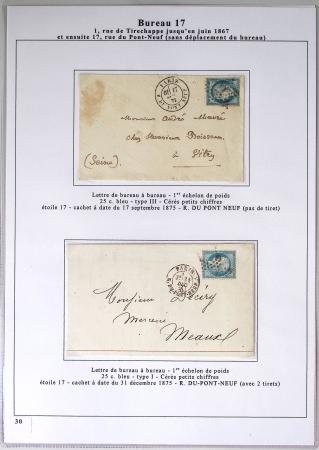 Bureau 17
1, rue de Tirechappe jusqu'en juin 1867
et ensuite 17, rue du Pont-Neuf (sans déplacement du bureau)
PARIS
Monsieur André
chez Monsieur Boisseau
(Seine) à Vitry
Lettre de bureau à bureau - 1er échelon de poids
25 c. bleu - type III - Cérès petits chiffres
étoile 17 - cachet à date du 17 septembre 1875 - R. DU PONT NEUF (pas de tiret)
PARIS
Monsieur
Mercerie
Meaux
Lettre de bureau à bureau - 1er échelon de poids
25 c. bleu - type I - Cérès petits chiffres
étoile 17 - cachet à date du 31 décembre 1875 - R. DU-PONT-NEUF (avec 2 tirets)
30